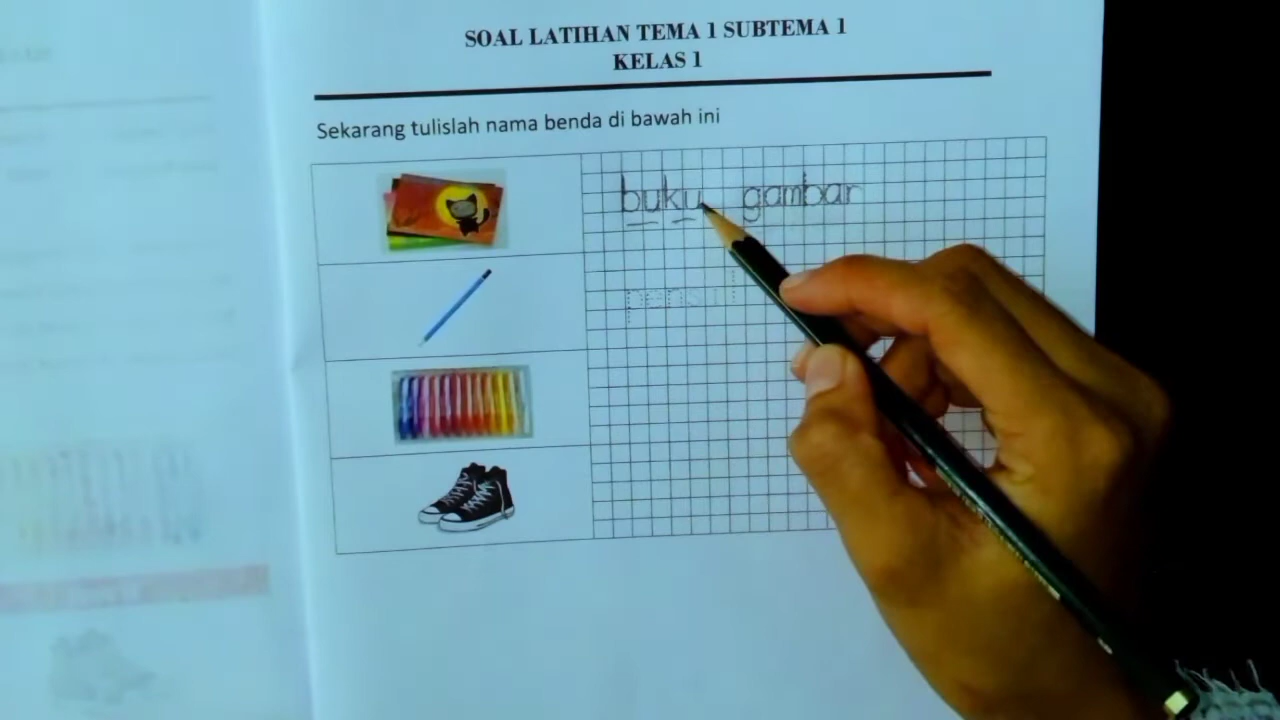 SOAL LATIHAN TEMA 1 SUBTEMA 1
KELAS 1
Sekarang tulislah nama benda di bawah ini
buku gambar
pensil